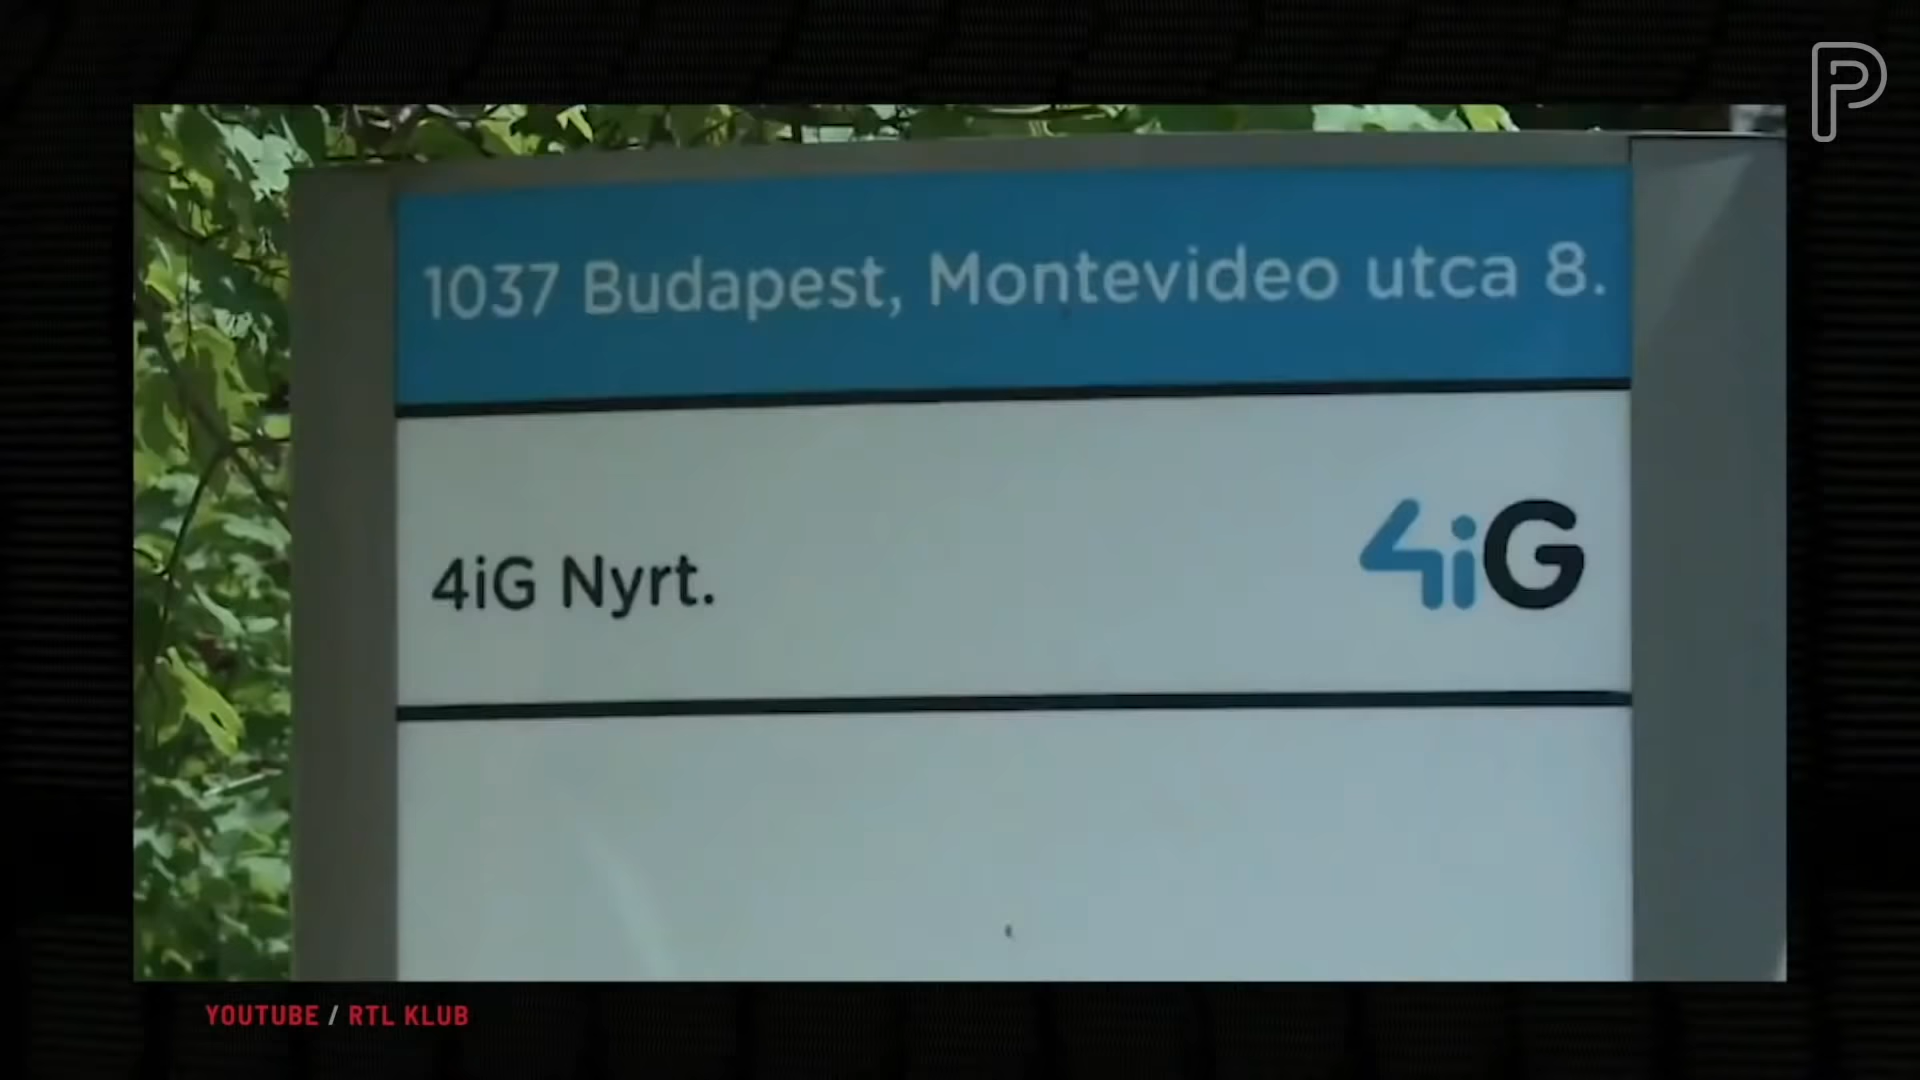 P
1037 Budapest, Montevideo utca 8.
4iG Nyrt.
4iG
YOUTUBE / RTL KLUB